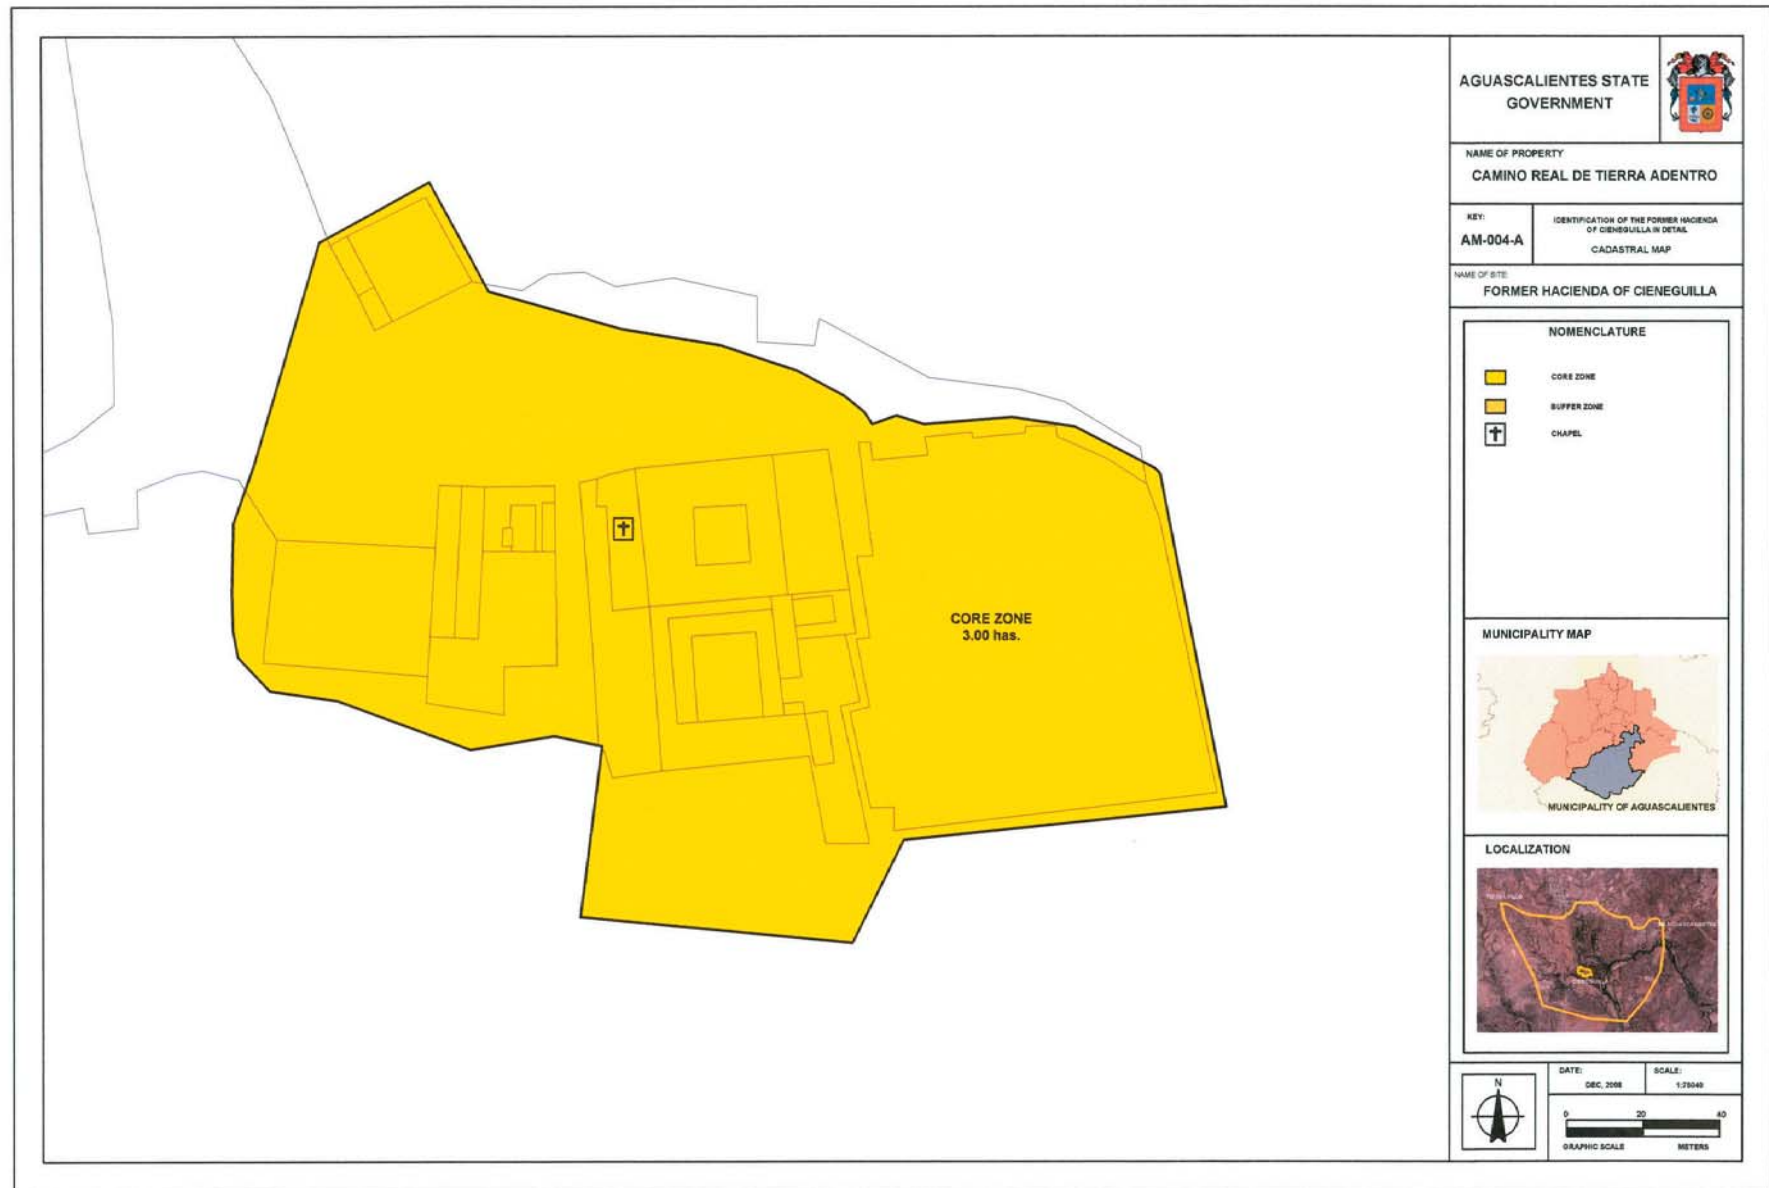 AGUASCALIENTES STATE
GOVERNMENT
NAME OF PROPERTY
CAMINO REAL DE TIERRA ADENTRO
KEY:
AM-004-A
IDENTIFICATION OF THE FORMER HACIENDA
OF CIENEGUILLA IN DETAIL
CADASTRAL MAP
NAME OF SITE:
FORMER HACIENDA OF CIENEGUILLA
NOMENCLATURE
CORE ZONE
BUFFER ZONE
CHAPEL
CORE ZONE
3.00 has.
MUNICIPALITY MAP
MUNICIPALITY OF AGUASCALIENTES
LOCALIZATION
N
DATE:
DEC, 2008
SCALE:
0 20 40
GRAPHIC SCALE METERS